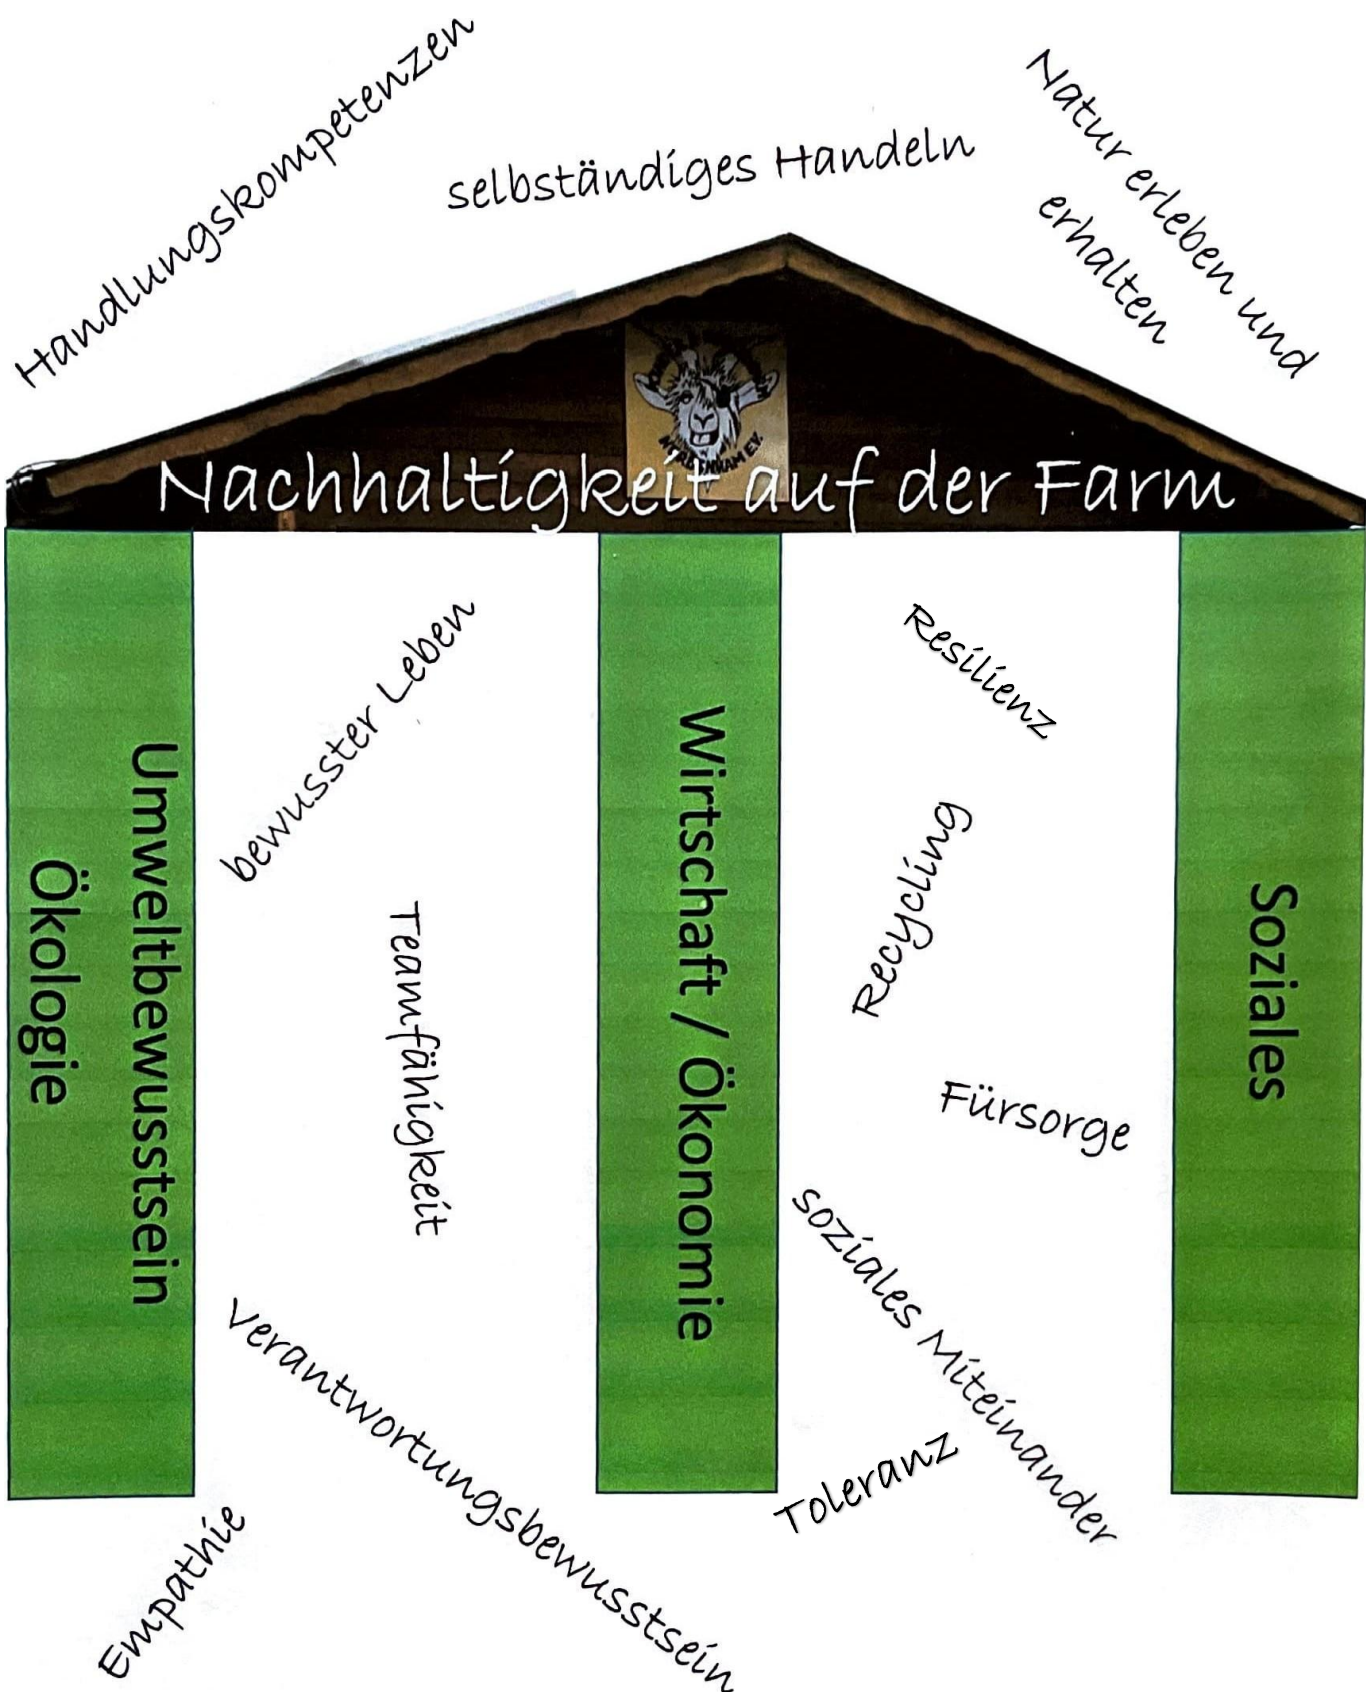 Handlungskompetenzen
selbständiges Handeln
Natur erleben und
erhalten
Nachhaltigkeit auf der Farm
Umweltbewusstsein
Ökologie
bewusster Leben
Teamfähigkeit
Verantwortungsbewusstsein
Empathie
Wirtschaft / Ökonomie
Resilienz
Recycling
Fürsorge
soziales Miteinander
Toleranz
Soziales